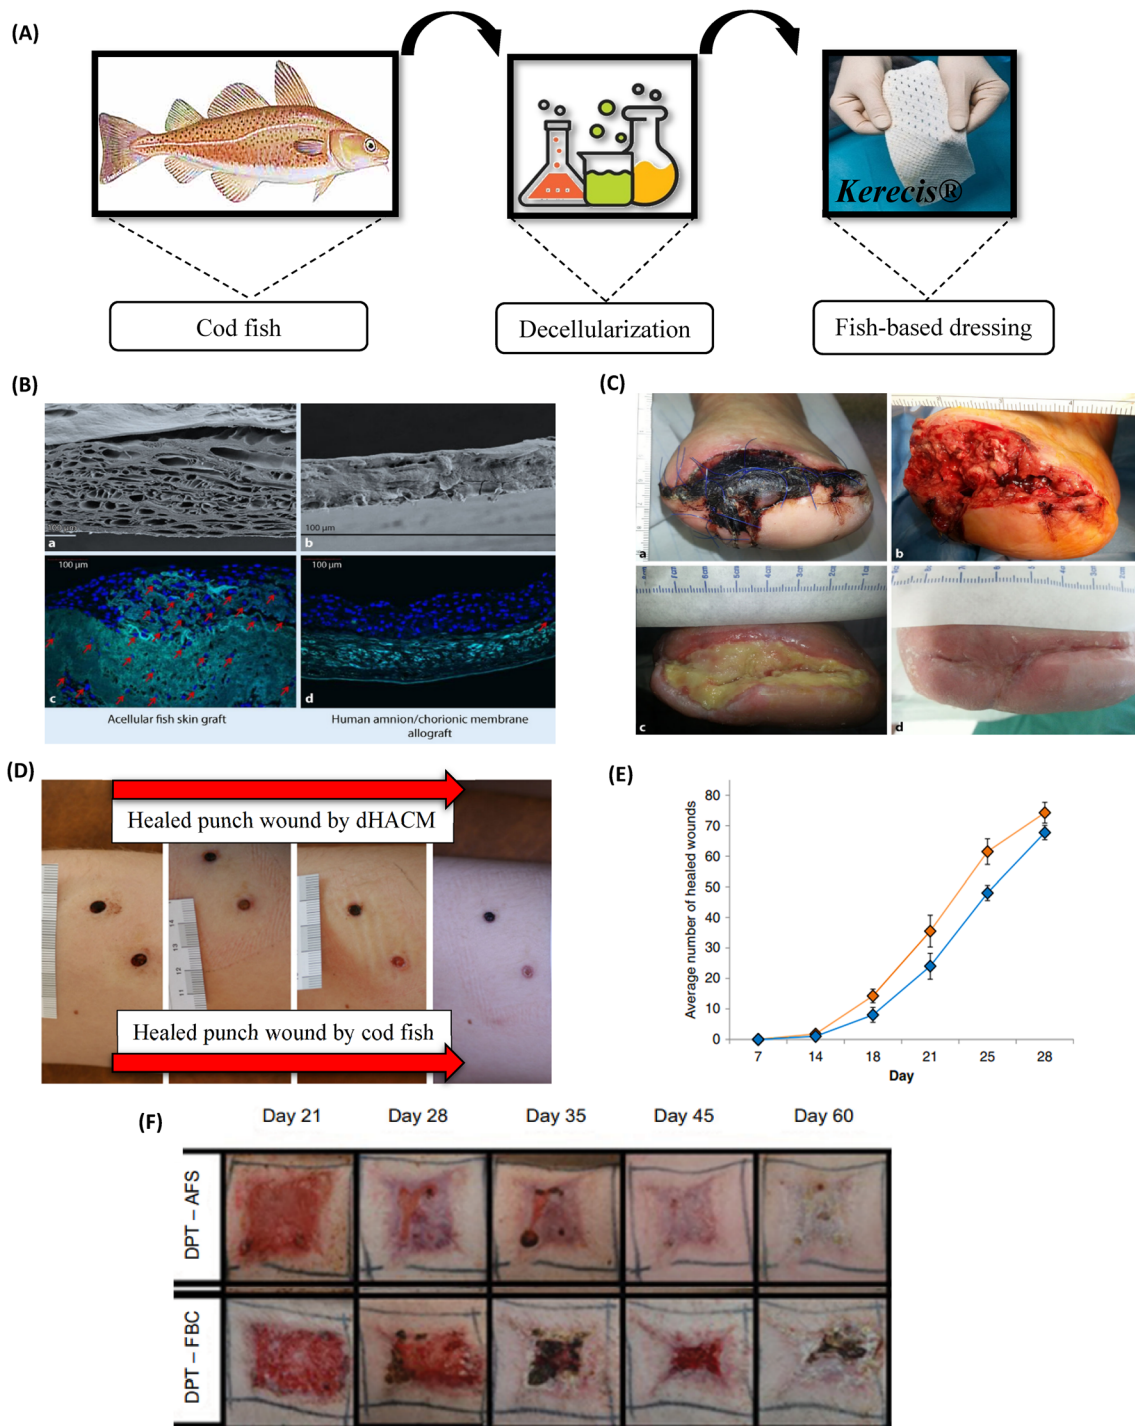 (A)
Kerecis®
Cod fish
Decellularization
Fish-based dressing
(B)
100 µm
a
b
100 µm
100 µm
c
d
Acellular fish skin graft
Human amnion/chorionic membrane
allograft
(C)
a
b
c
d
(D)
Healed punch wound by dHACM
Healed punch wound by cod fish
(E)
Average number of healed wounds
80
70
60
50
40
30
20
10
0
7
14
18
21
25
28
Day
(F)
Day 21
Day 28
Day 35
Day 45
Day 60
DPT – AFS
DPT – FBC